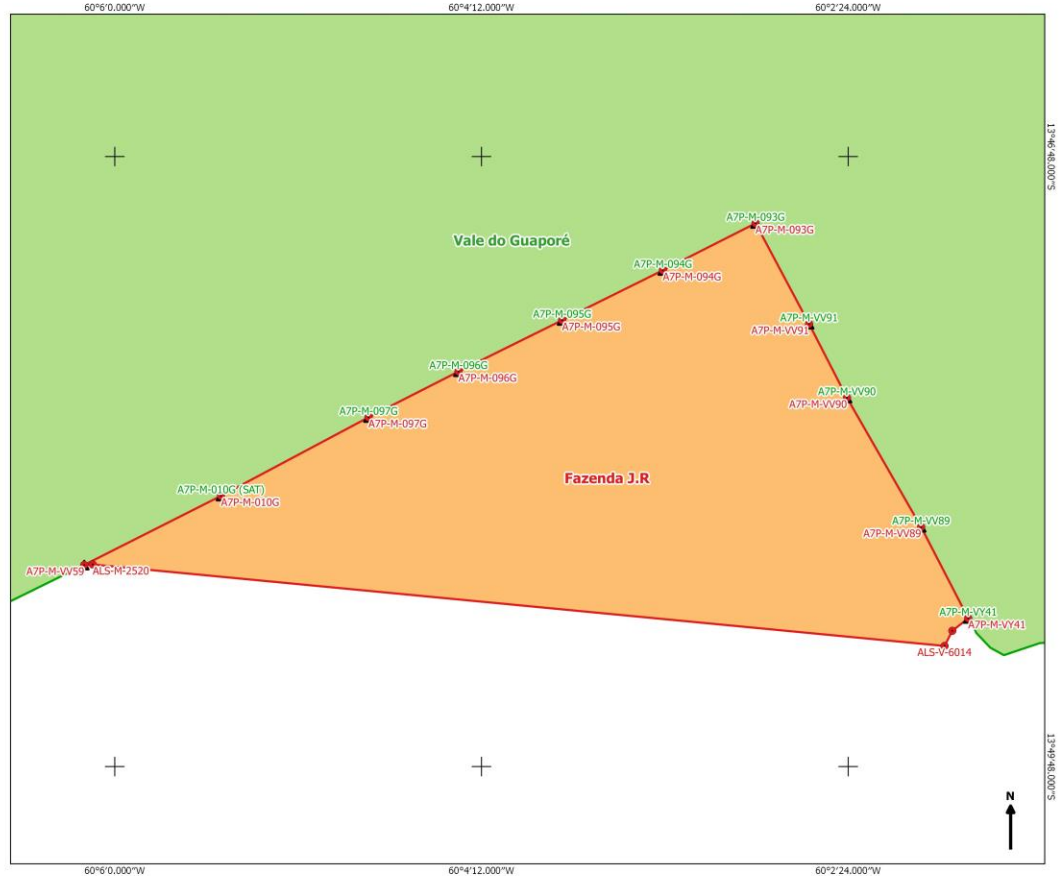 60°6'0.000"W
60°4'12.000"W
60°2'24.000"W
13°46'48.000"S
A7P-M-093G
A7P-M-093G
Vale do Guaporé
A7P-M-094G
A7P-M-094G
A7P-M-095G
A7P-M-095G
A7P-M-VV91
A7P-M-VV91
A7P-M-096G
A7P-M-096G
A7P-M-VV90
A7P-M-VV90
A7P-M-097G
A7P-M-097G
Fazenda J.R
A7P-M-010G (SAT)
A7P-M-010G
A7P-M-VV89
A7P-M-VV89
A7P-M-VV59
ALS-M-2520
A7P-M-VY41
A7P-M-VY41
ALS-V-6014
13°49'48.000"S
N
60°6'0.000"W
60°4'12.000"W
60°2'24.000"W